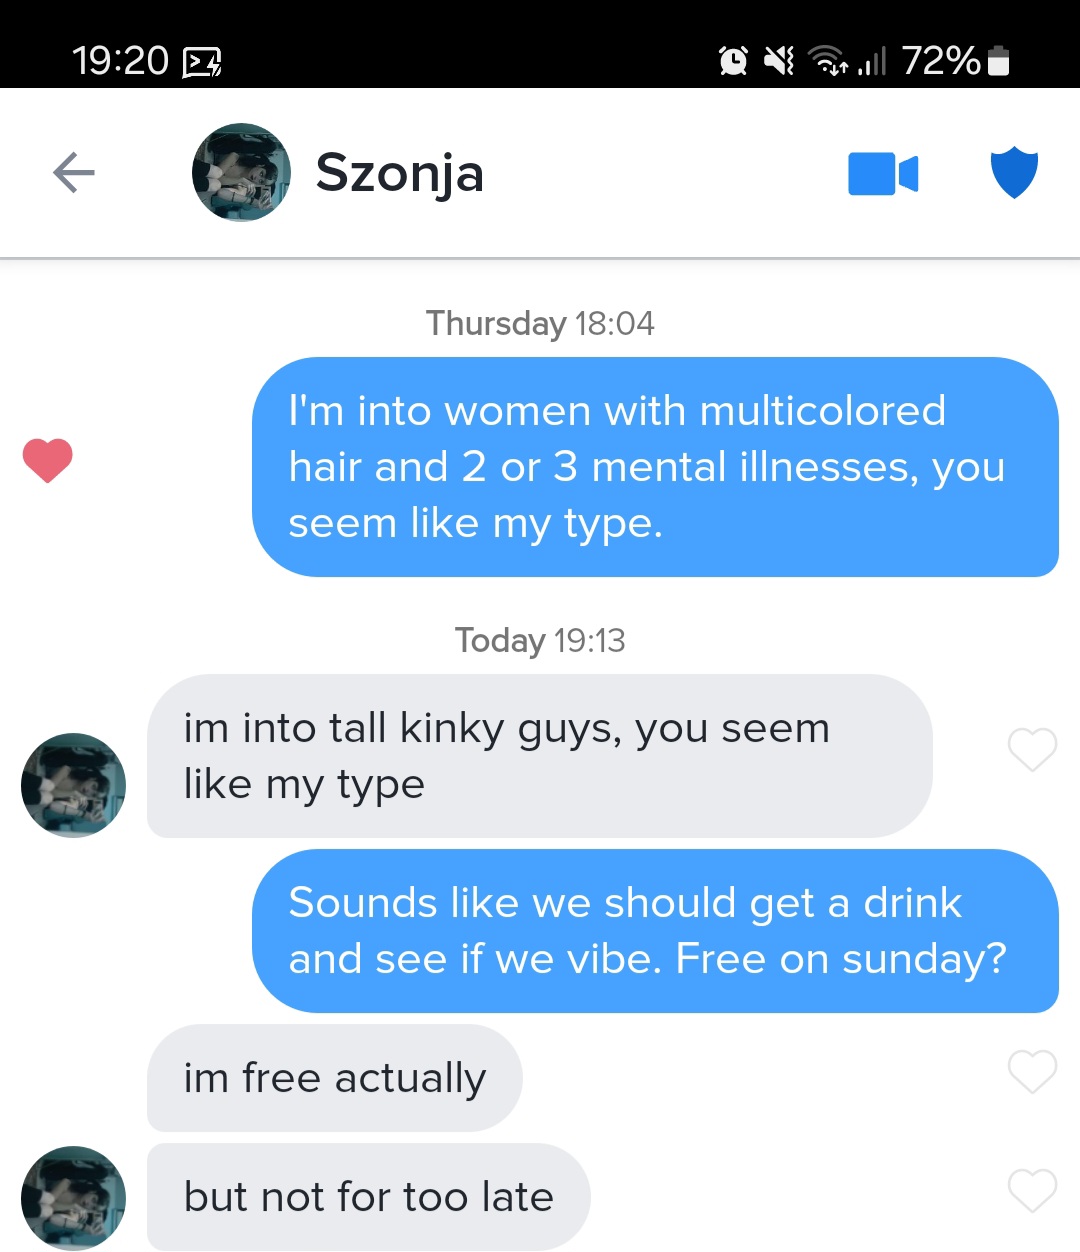 19:20 72%
Szonja
Thursday 18:04
I'm into women with multicolored
hair and 2 or 3 mental illnesses, you
seem like my type.
Today 19:13
im into tall kinky guys, you seem
like my type
Sounds like we should get a drink
and see if we vibe. Free on sunday?
im free actually
but not for too late